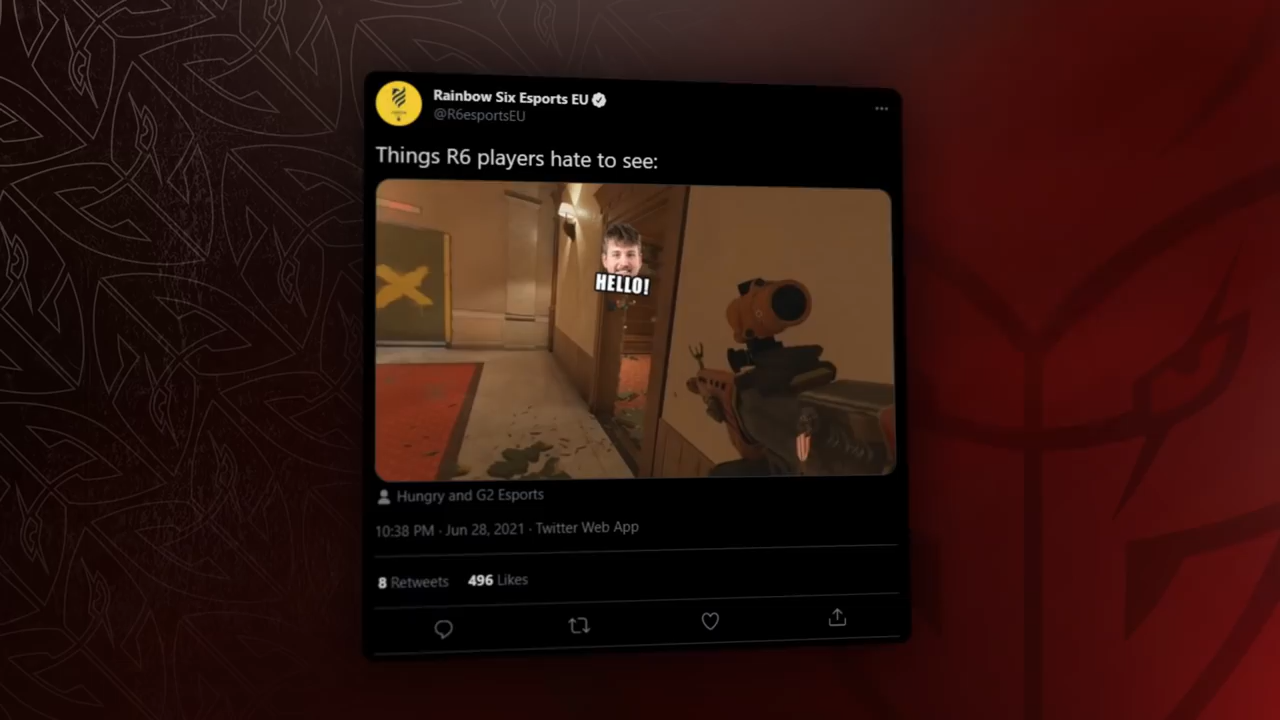 Rainbow Six Esports EU
@R6esportsEU
Things R6 players hate to see:
HELLO!
Hungry and G2 Esports
10:38 PM · Jun 28, 2021 · Twitter Web App
8 Retweets 496 Likes